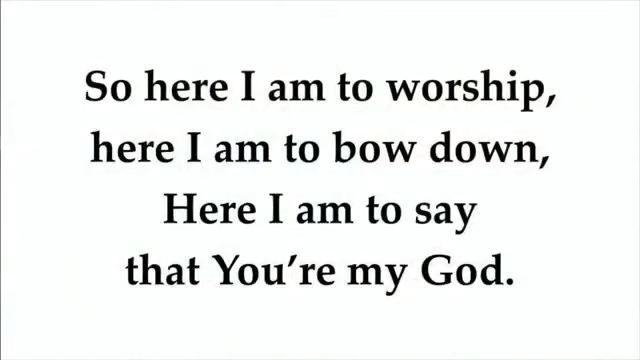 So here I am to worship,
here I am to bow down,
Here I am to say
that You’re my God.